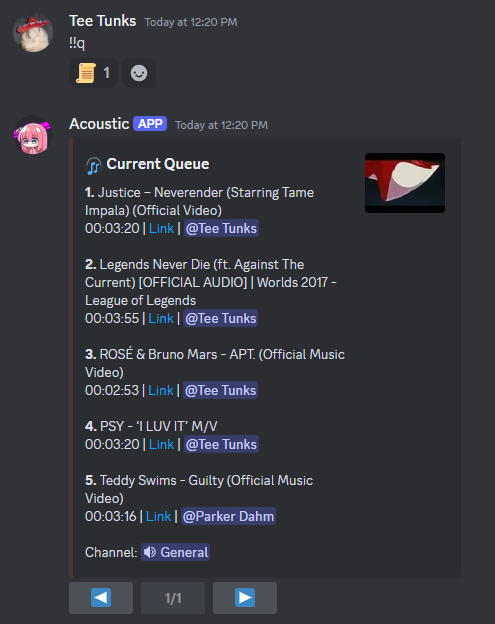 Tee Tunks Today at 12:20 PM
!!q
1
Acoustic APP Today at 12:20 PM
Current Queue
1. Justice – Neverender (Starring Tame
Impala) (Official Video)
00:03:20 | Link | @Tee Tunks
2. Legends Never Die (ft. Against The
Current) [OFFICIAL AUDIO] | Worlds 2017 -
League of Legends
00:03:55 | Link | @Tee Tunks
3. ROSÉ & Bruno Mars - APT. (Official Music
Video)
00:02:53 | Link | @Tee Tunks
4. PSY - ‘I LUV IT’ M/V
00:03:20 | Link | @Tee Tunks
5. Teddy Swims - Guilty (Official Music
Video)
00:03:16 | Link | @Parker Dahm
Channel: General
1/1